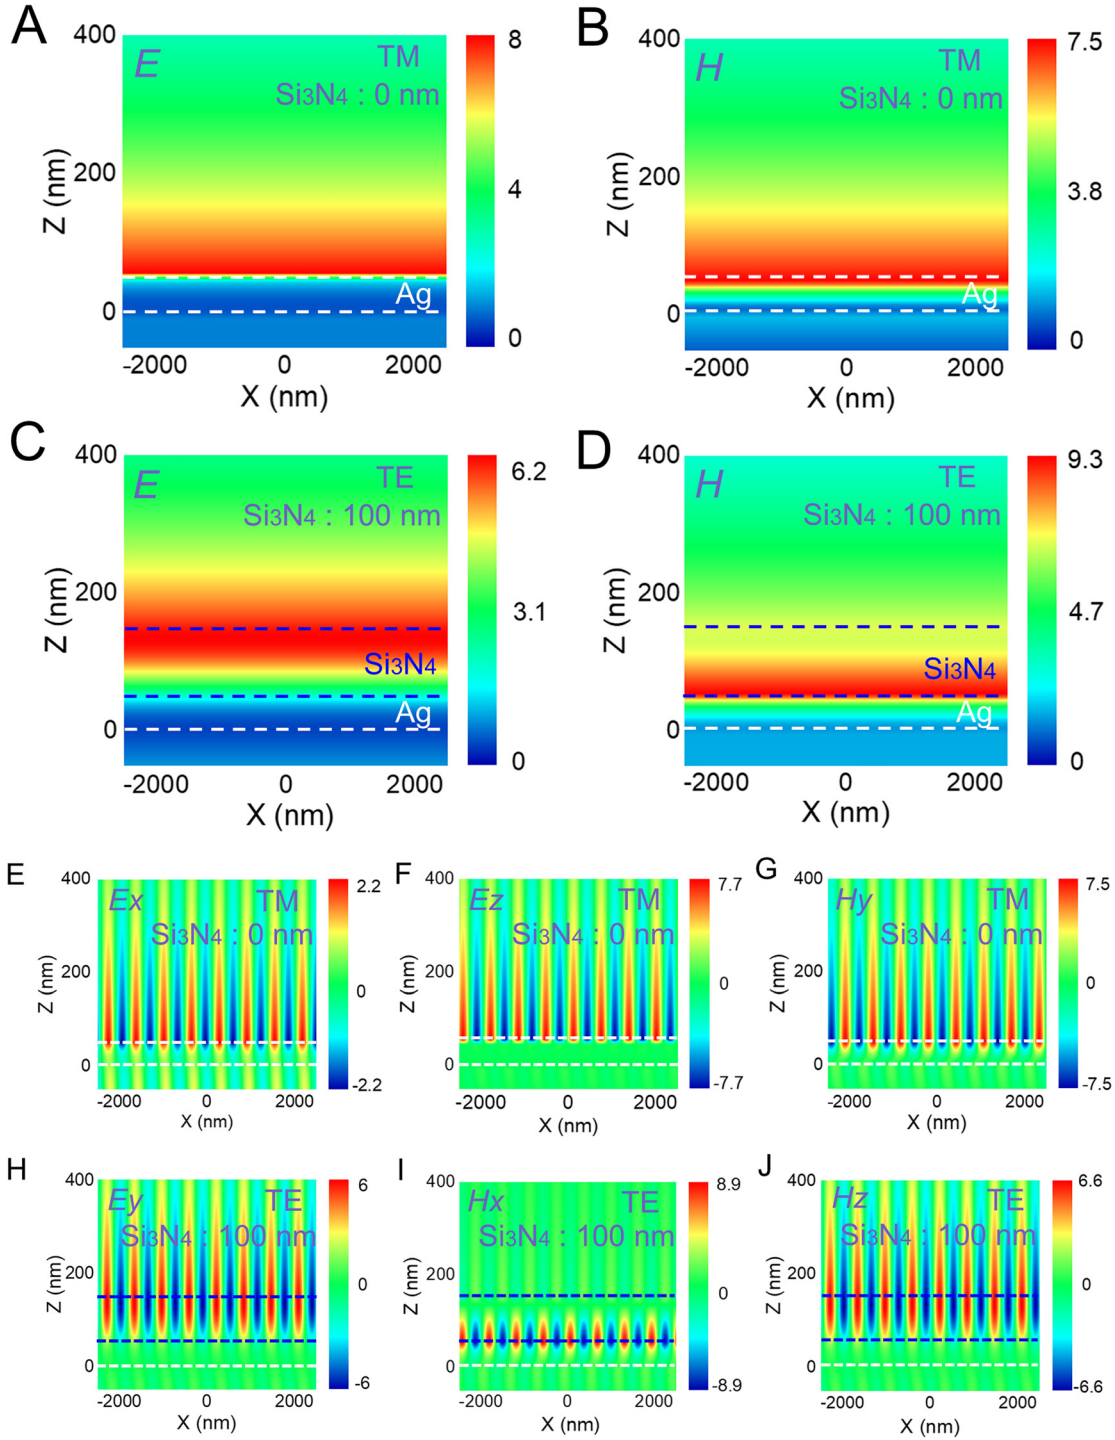 A
E
TM
Si3N4 : 0 nm
Ag
400
200
0
Z (nm)
-2000 0 2000
X (nm)
8
4
0
B
H
TM
Si3N4 : 0 nm
Ag
400
200
0
Z (nm)
-2000 0 2000
X (nm)
7.5
3.8
0
C
E
TE
Si3N4 : 100 nm
Si3N4
Ag
400
200
0
Z (nm)
-2000 0 2000
X (nm)
6.2
3.1
0
D
H
TE
Si3N4 : 100 nm
Si3N4
Ag
400
200
0
Z (nm)
-2000 0 2000
X (nm)
9.3
4.7
0
E
Ex
TM
Si3N4 : 0 nm
400
200
0
Z (nm)
-2000 0 2000
X (nm)
2.2
0
-2.2
F
Ez
TM
Si3N4 : 0 nm
400
200
0
Z (nm)
-2000 0 2000
X (nm)
7.7
0
-7.7
G
Hy
TM
Si3N4 : 0 nm
400
200
0
Z (nm)
-2000 0 2000
X (nm)
7.5
0
-7.5
H
Ey
TE
Si3N4 : 100 nm
400
200
0
Z (nm)
-2000 0 2000
X (nm)
6
0
-6
I
Hx
TE
Si3N4 : 100 nm
400
200
0
Z (nm)
-2000 0 2000
X (nm)
8.9
0
-8.9
J
Hz
TE
Si3N4 : 100 nm
400
200
0
Z (nm)
-2000 0 2000
X (nm)
6.6
0
-6.6